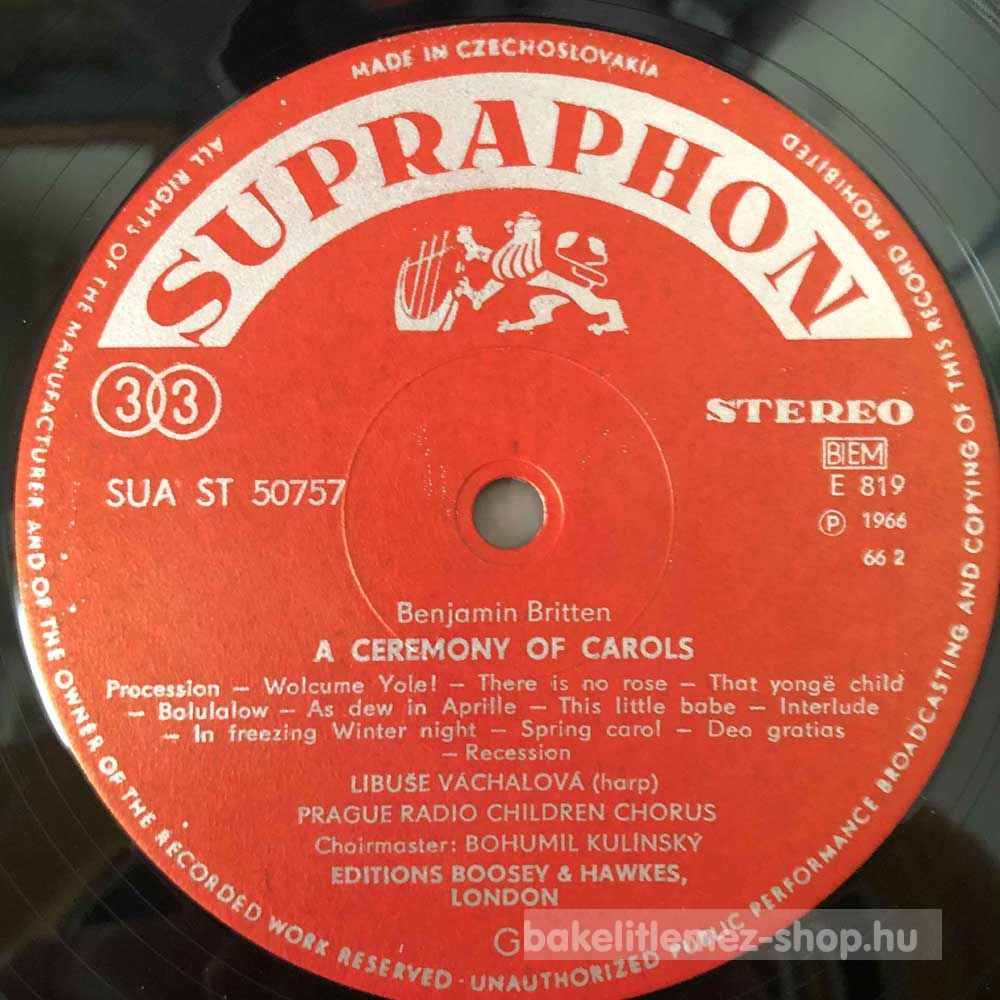 MADE IN CZECHOSLOVAKIA
ALL RIGHTS OF THE MANUFACTURER AND OF THE OWNER OF THE RECORDED WORK RESERVED · UNAUTHORIZED PUBLIC PERFORMANCE BROADCASTING AND COPYING OF THIS RECORD PROHIBITED
SUPRAPHON
33
STEREO
BIEM
SUA ST 50757
E 819
Ⓟ 1966
66 2
Benjamin Britten
A CEREMONY OF CAROLS
Procession – Wolcume Yole! – There is no rose – That yongë child
– Balulalow – As dew in Aprille – This little babe – Interlude
– In freezing Winter night – Spring carol – Deo gratias
– Recession
LIBUŠE VÁCHALOVÁ (harp)
PRAGUE RADIO CHILDREN CHORUS
Choirmaster: BOHUMIL KULÍNSKÝ
EDITIONS BOOSEY & HAWKES,
LONDON
G
bakelitlemez-shop.hu